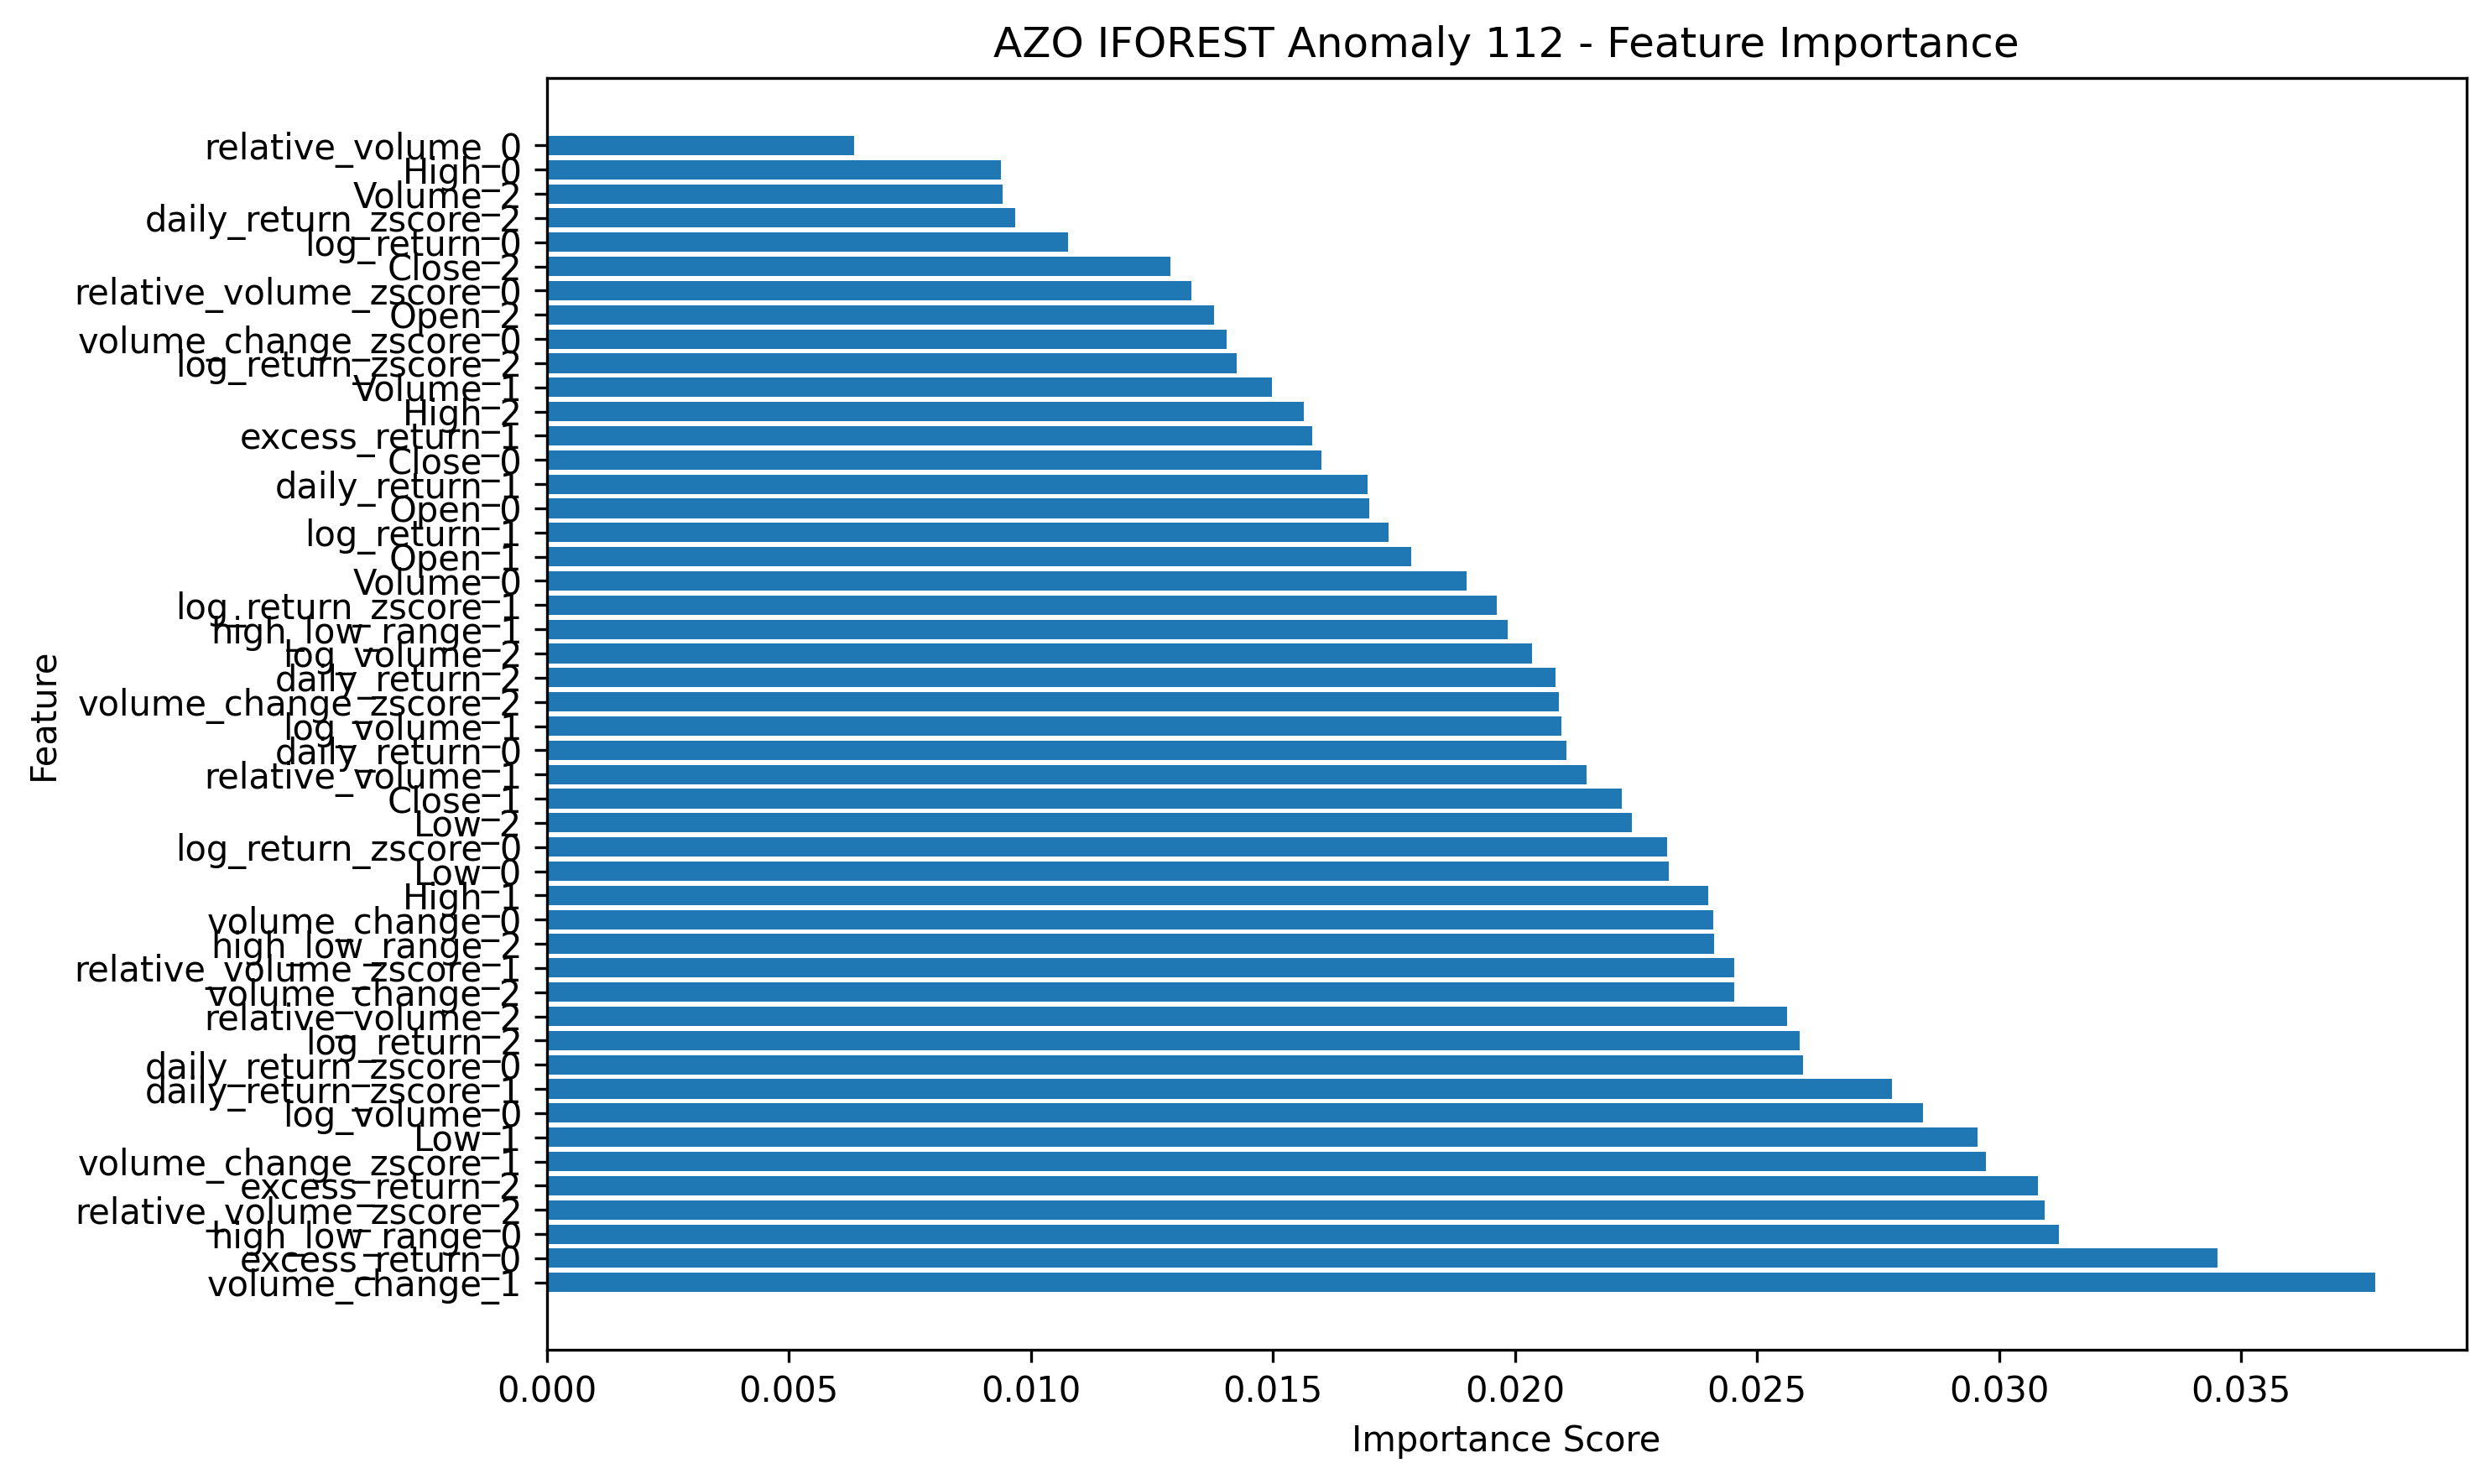 AZO IFOREST Anomaly 112 - Feature Importance
relative_volume_0
High_0
Volume_2
daily_return_zscore_2
log_return_0
Close_2
relative_volume_zscore_0
Open_2
volume_change_zscore_0
log_return_zscore_2
Volume_1
High_2
excess_return_1
Close_0
daily_return_1
Open_0
log_return_1
Open_1
Volume_0
log_return_zscore_1
high_low_range_1
log_volume_2
daily_return_2
volume_change_zscore_2
log_volume_1
daily_return_0
relative_volume_1
Close_1
Low_2
log_return_zscore_0
Low_0
High_1
volume_change_0
high_low_range_2
relative_volume_zscore_1
volume_change_2
relative_volume_2
log_return_2
daily_return_zscore_0
daily_return_zscore_1
log_volume_0
Low_1
volume_change_zscore_1
excess_return_2
relative_volume_zscore_2
high_low_range_0
excess_return_0
volume_change_1
Feature
0.000 0.005 0.010 0.015 0.020 0.025 0.030 0.035
Importance Score